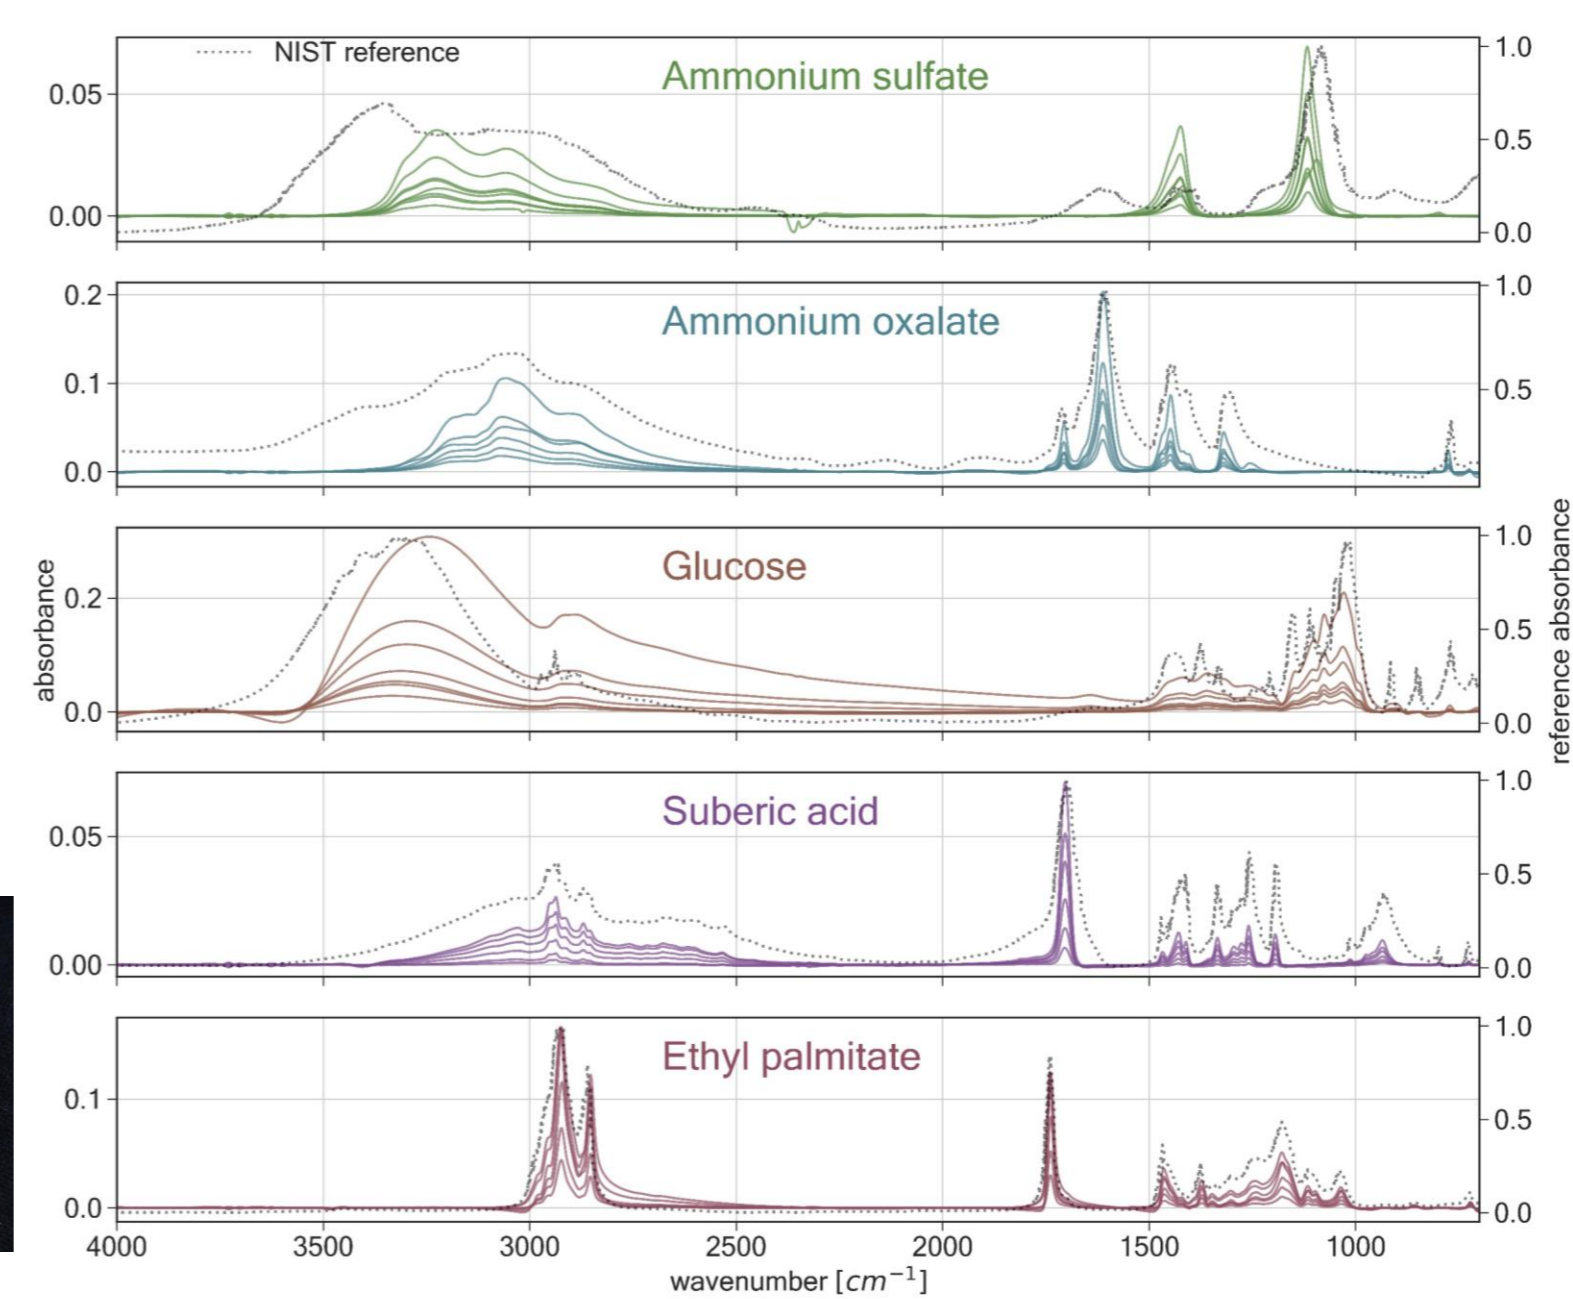 NIST reference
Ammonium sulfate
0.05
0.00
1.0
0.5
0.0
Ammonium oxalate
0.2
0.1
0.0
1.0
0.5
Glucose
0.2
0.0
1.0
0.5
0.0
absorbance
reference absorbance
Suberic acid
0.05
0.00
1.0
0.5
0.0
Ethyl palmitate
0.1
0.0
1.0
0.5
0.0
4000 3500 3000 2500 2000 1500 1000
wavenumber [cm⁻¹]